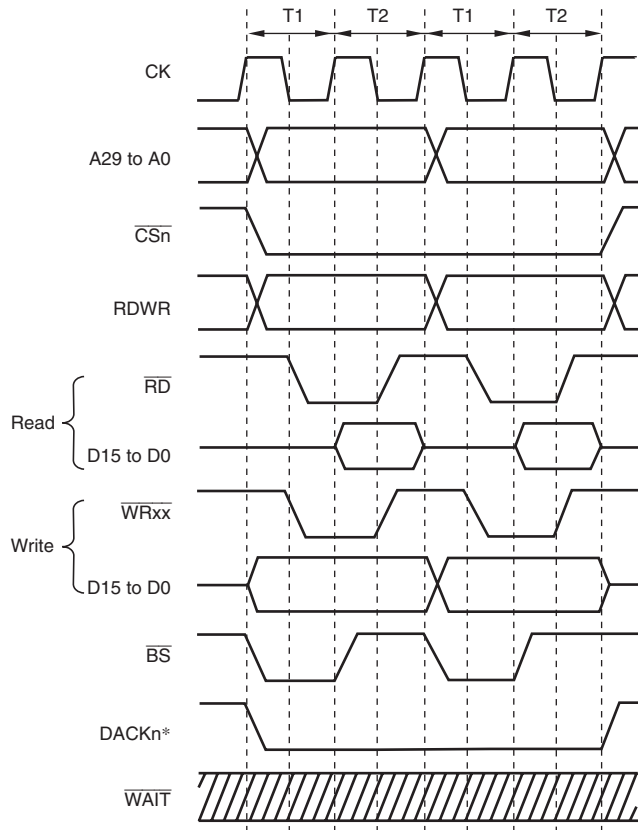 T1 T2 T1 T2
CK
A29 to A0
CSn
RDWR
RD
Read
D15 to D0
WRxx
Write
D15 to D0
BS
DACKn*
WAIT